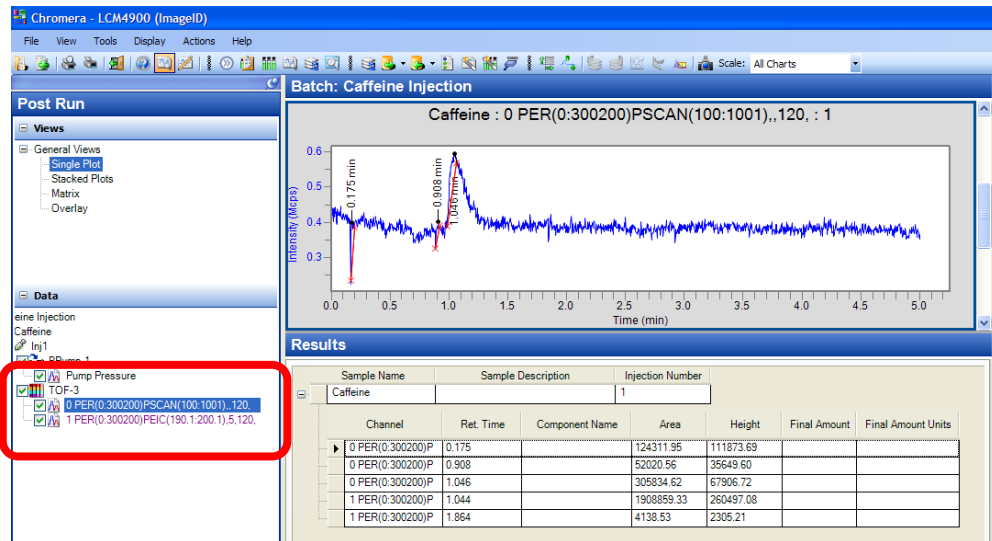 Chromera - LCM4900 (ImageID)
File View Tools Display Actions Help
Scale: All Charts
Post Run
Views
General Views
Single Plot
Stacked Plots
Matrix
Overlay
Data
eine Injection
Caffeine
Inj1
Pump Pressure
TOF-3
0 PER(0:300200)PSCAN(100:1001),,120,
1 PER(0:300200)PEIC(190.1:200.1),5,120,
Batch: Caffeine Injection
Caffeine : 0 PER(0:300200)PSCAN(100:1001),,120, : 1
Intensity (Mcps)
0.6
0.5
0.4
0.3
0.175 min
0.908 min
1.046 min
0.0 0.5 1.0 1.5 2.0 2.5 3.0 3.5 4.0 4.5 5.0
Time (min)
Results
Sample Name Sample Description Injection Number
Caffeine 1
Channel Ret. Time Component Name Area Height Final Amount Final Amount Units
0 PER(0:300200)P 0.175 124311.95 111873.69
0 PER(0:300200)P 0.908 52020.56 35649.60
0 PER(0:300200)P 1.046 305834.62 67906.72
1 PER(0:300200)P 1.044 1908859.33 260497.08
1 PER(0:300200)P 1.864 4138.53 2305.21